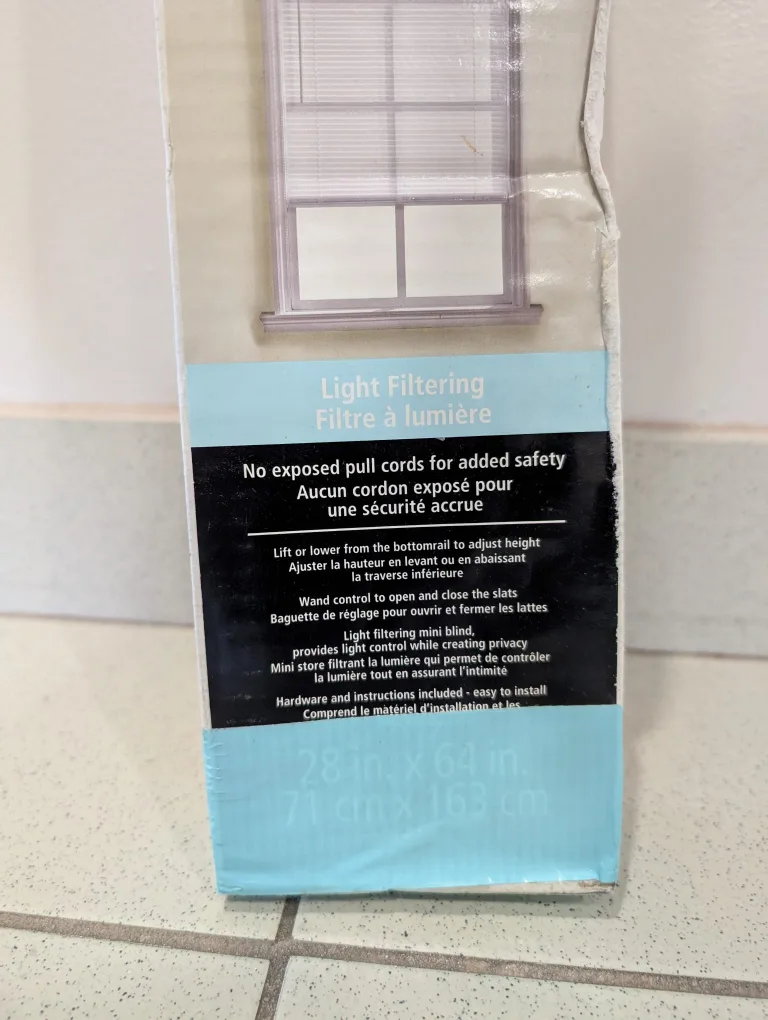 Light Filtering
Filtre à lumière
No exposed pull cords for added safety
Aucun cordon exposé pour
une sécurité accrue
Lift or lower from the bottomrail to adjust height
Ajuster la hauteur en levant ou en abaissant
la traverse inférieure
Wand control to open and close the slats
Baguette de réglage pour ouvrir et fermer les lattes
Light filtering mini blind,
provides light control while creating privacy
Mini store filtrant la lumière qui permet de contrôler
la lumière tout en assurant l'intimité
Hardware and instructions included - easy to install
Comprend le matériel d'installation et les
28 in. x 64 in.
71 cm x 163 cm